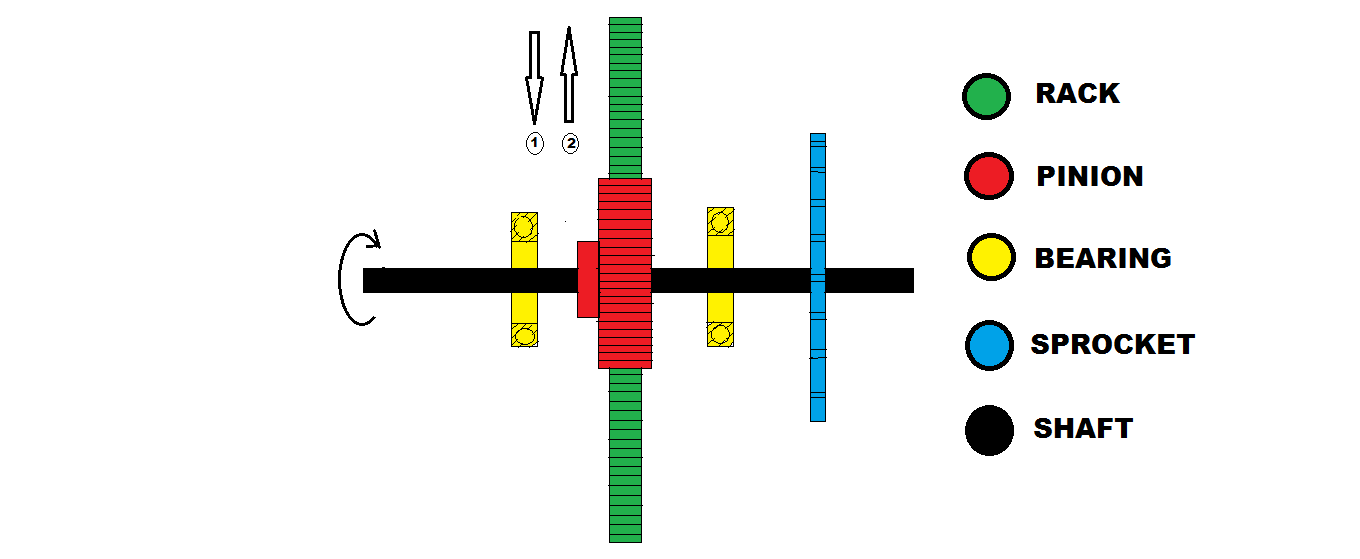 1 2
RACK
PINION
BEARING
SPROCKET
SHAFT